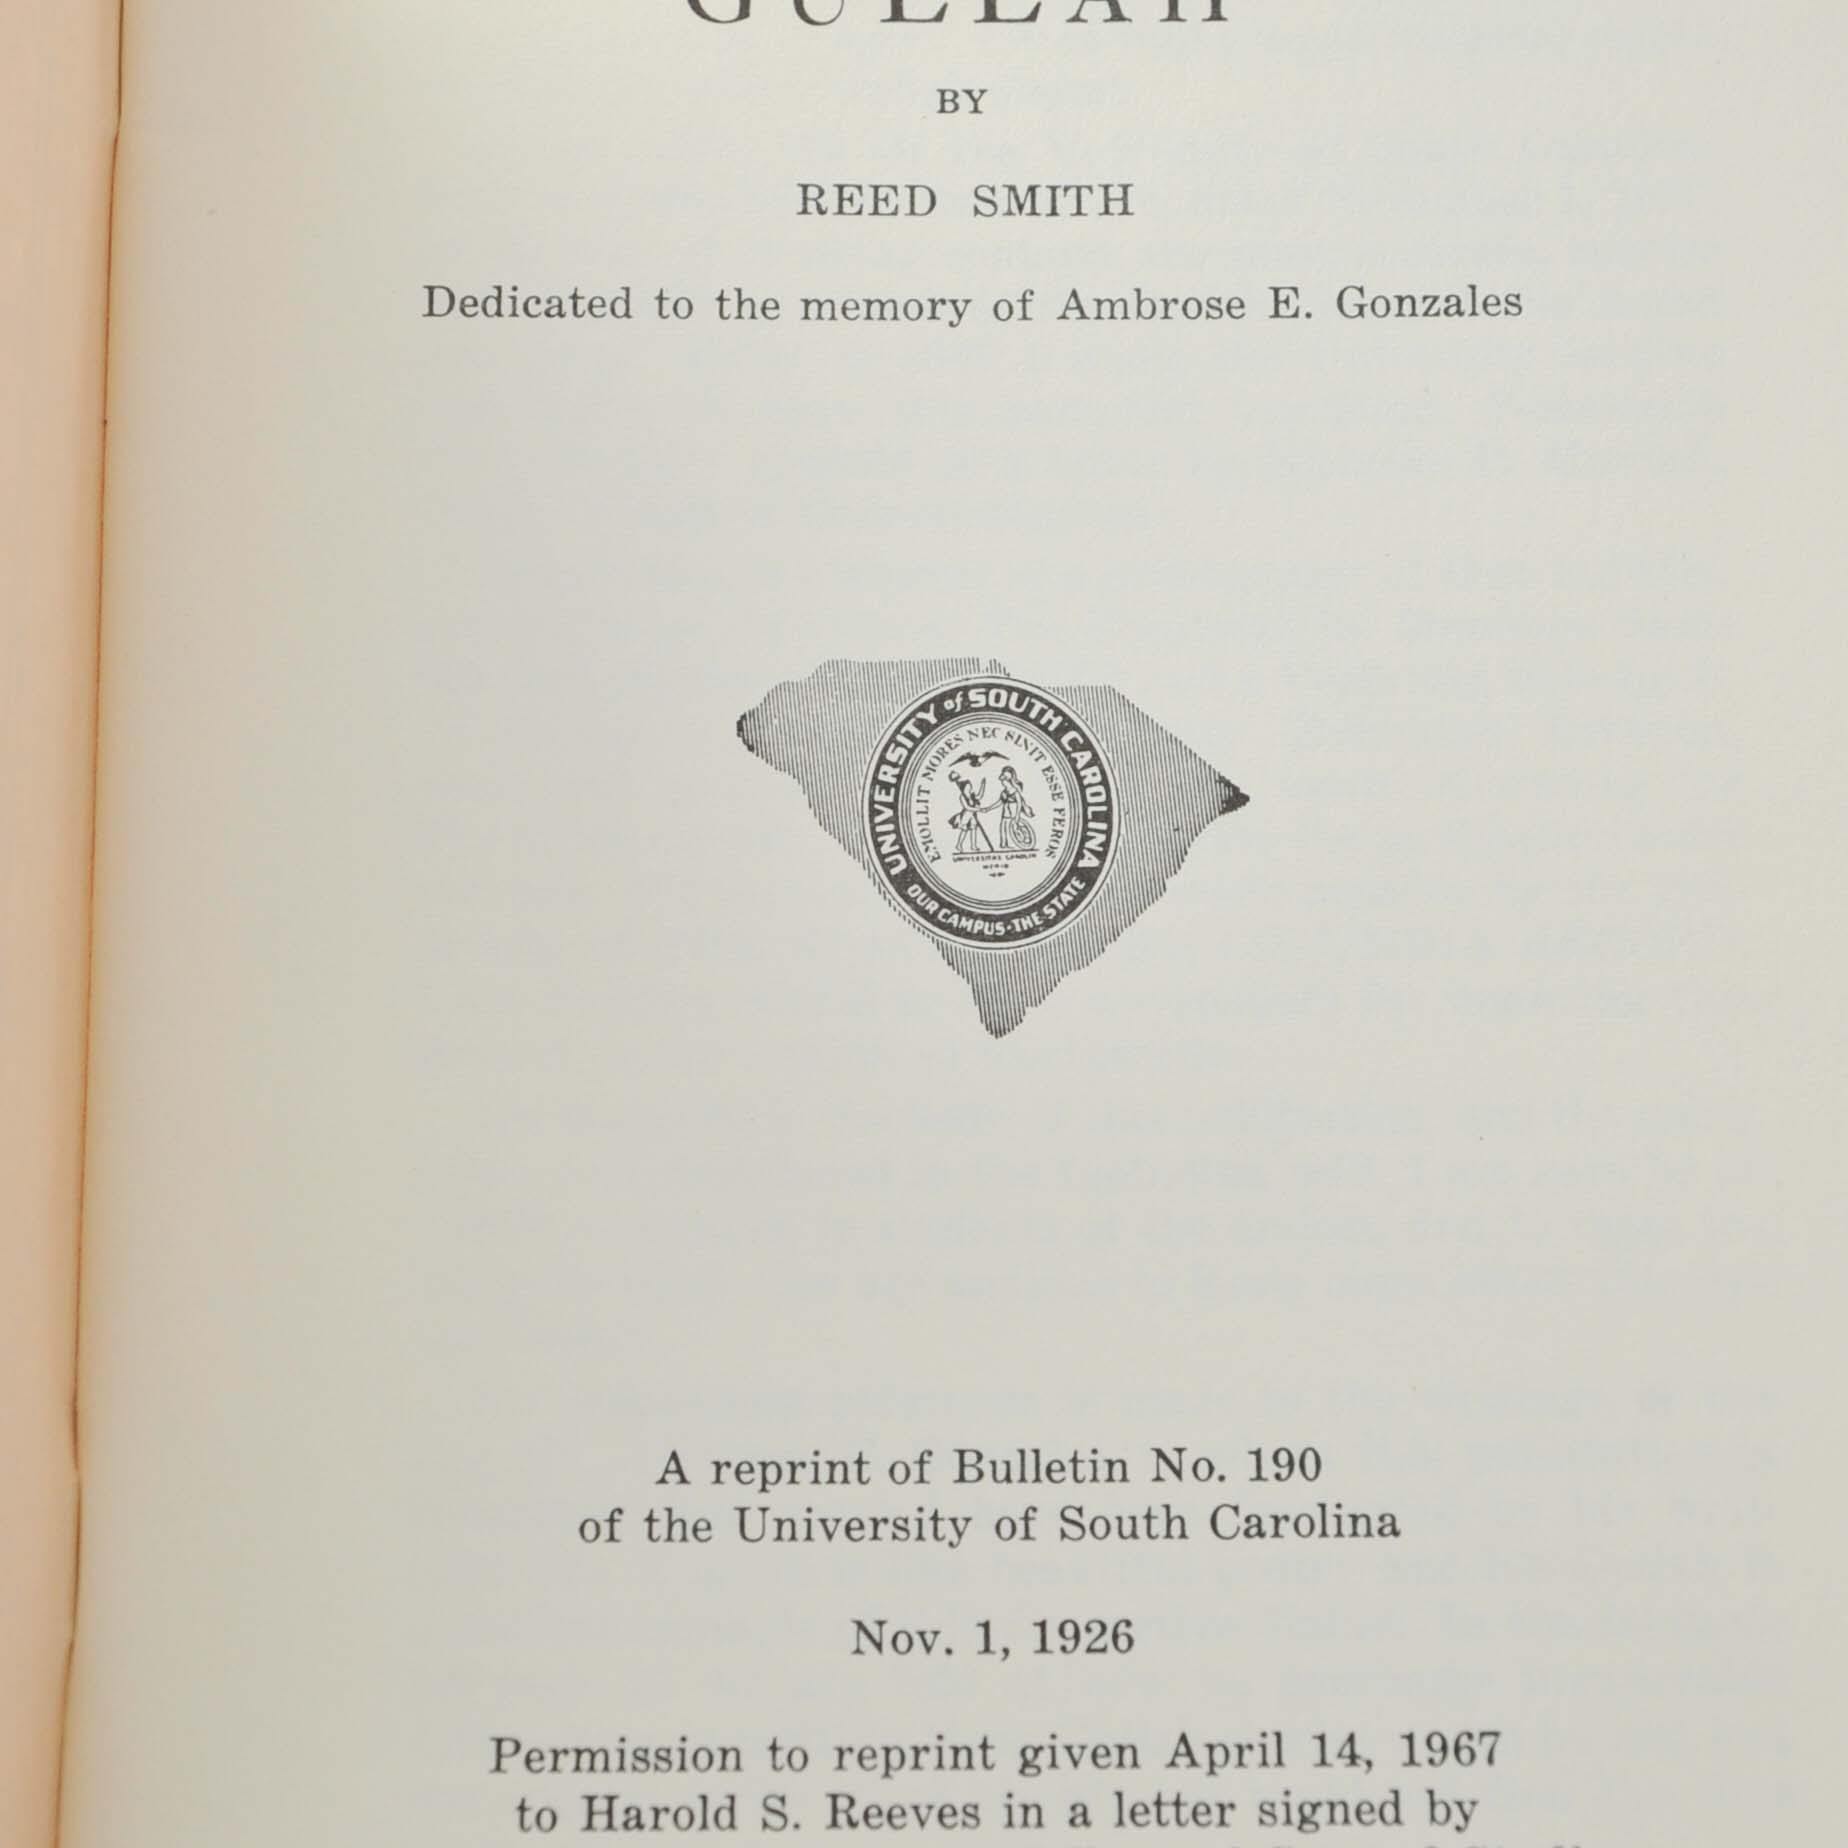 GULLAH
BY
REED SMITH
Dedicated to the memory of Ambrose E. Gonzales
UNIVERSITY of SOUTH CAROLINA
EMOLLIT MORES NEC SINIT ESSE FEROS
OUR CAMPUS·THE STATE
A reprint of Bulletin No. 190
of the University of South Carolina
Nov. 1, 1926
Permission to reprint given April 14, 1967
to Harold S. Reeves in a letter signed by